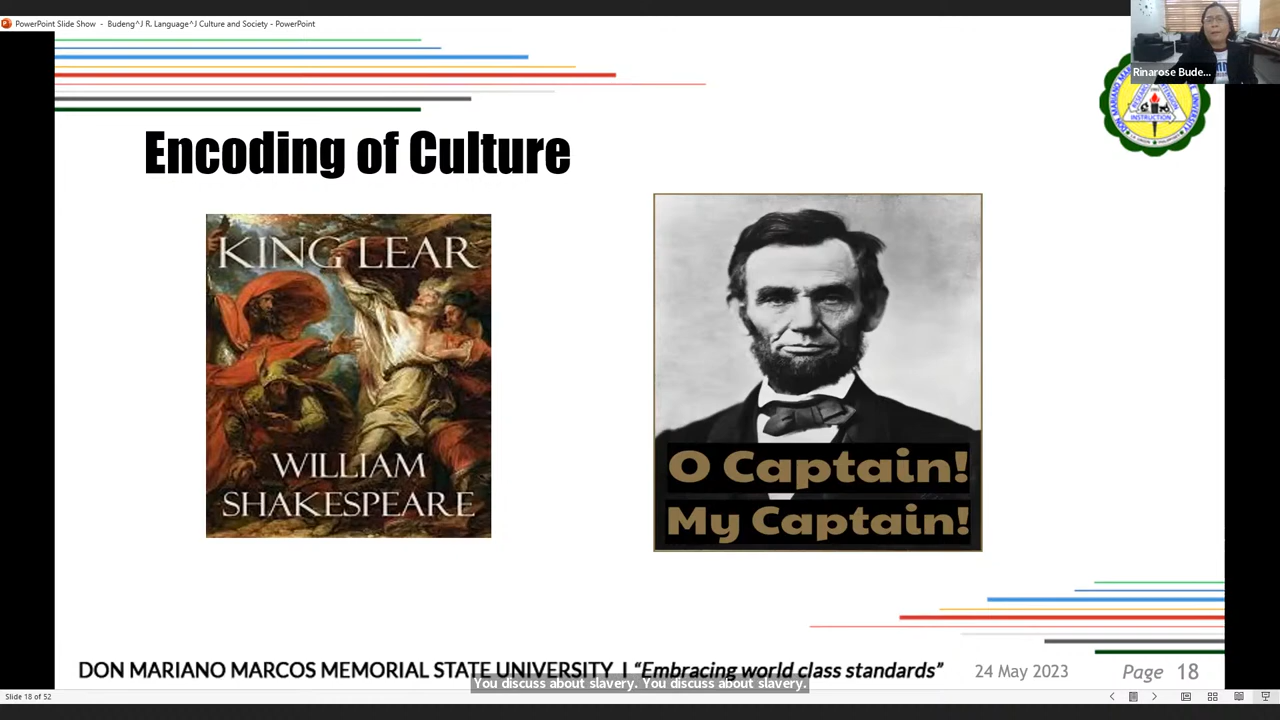 PowerPoint Slide Show - Budeng^J R. Language^J Culture and Society - PowerPoint
Rinarose Bude...
INSTRUCTION
Encoding of Culture
KING LEAR
WILLIAM
SHAKESPEARE
O Captain!
My Captain!
DON MARIANO MARCOS MEMORIAL STATE UNIVERSITY I “Embracing world class standards”
24 May 2023
Page 18
You discuss about slavery. You discuss about slavery.
Slide 18 of 52